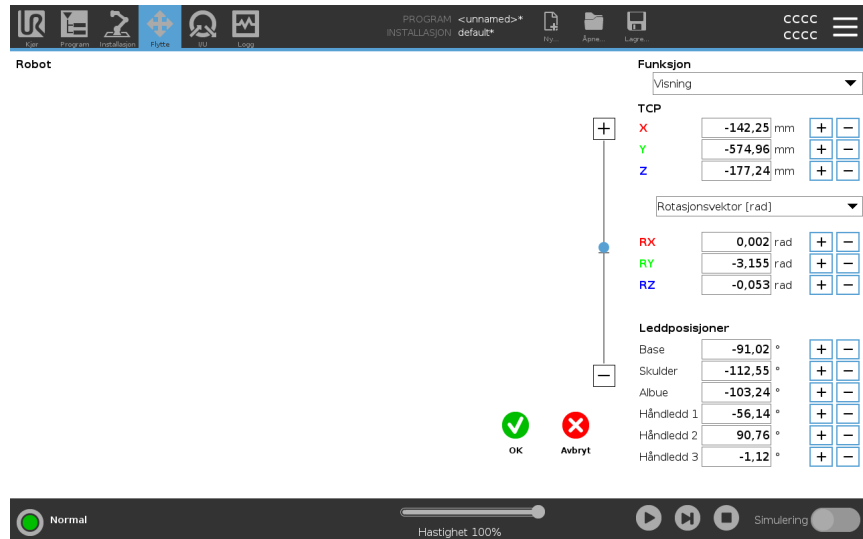 UR
Kjør Program Installasjon Flytte I/U Logg
PROGRAM <unnamed>*
INSTALLASJON default*
Ny... Åpne... Lagre...
cccc
cccc
Robot
Funksjon
Visning
TCP
X -142,25 mm + −
Y -574,96 mm + −
Z -177,24 mm + −
Rotasjonsvektor [rad]
RX 0,002 rad + −
RY -3,155 rad + −
RZ -0,053 rad + −
Leddposisjoner
Base -91,02 ° + −
Skulder -112,55 ° + −
Albue -103,24 ° + −
Håndledd 1 -56,14 ° + −
Håndledd 2 90,76 ° + −
Håndledd 3 -1,12 ° + −
OK Avbryt
Normal
Hastighet 100%
Simulering